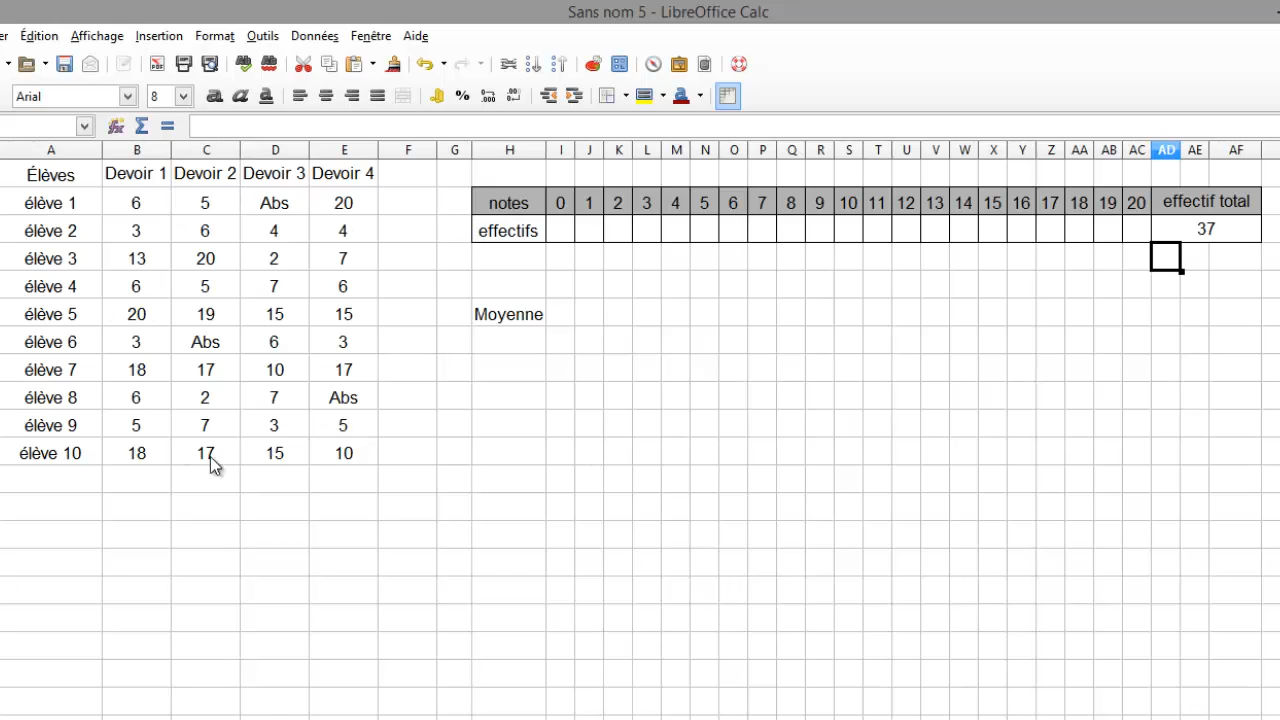 Sans nom 5 - LibreOffice Calc
er Édition Affichage Insertion Format Outils Données Fenêtre Aide
Arial 8
A B C D E F G H I J K L M N O P Q R S T U V W X Y Z AA AB AC AD AE AF
Élèves Devoir 1 Devoir 2 Devoir 3 Devoir 4
élève 1 6 5 Abs 20 notes 0 1 2 3 4 5 6 7 8 9 10 11 12 13 14 15 16 17 18 19 20 effectif total
élève 2 3 6 4 4 effectifs 37
élève 3 13 20 2 7
élève 4 6 5 7 6
élève 5 20 19 15 15 Moyenne
élève 6 3 Abs 6 3
élève 7 18 17 10 17
élève 8 6 2 7 Abs
élève 9 5 7 3 5
élève 10 18 17 15 10